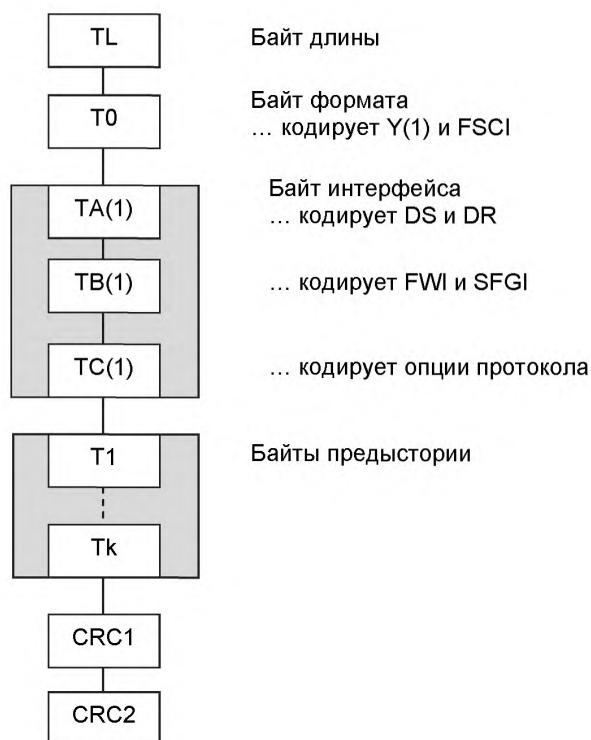 TL Байт длины
T0 Байт формата
... кодирует Y(1) и FSCI
Байт интерфейса
TA(1) ... кодирует DS и DR
TB(1) ... кодирует FWI и SFGI
TC(1) ... кодирует опции протокола
T1 Байты предыстории
Tk
CRC1
CRC2